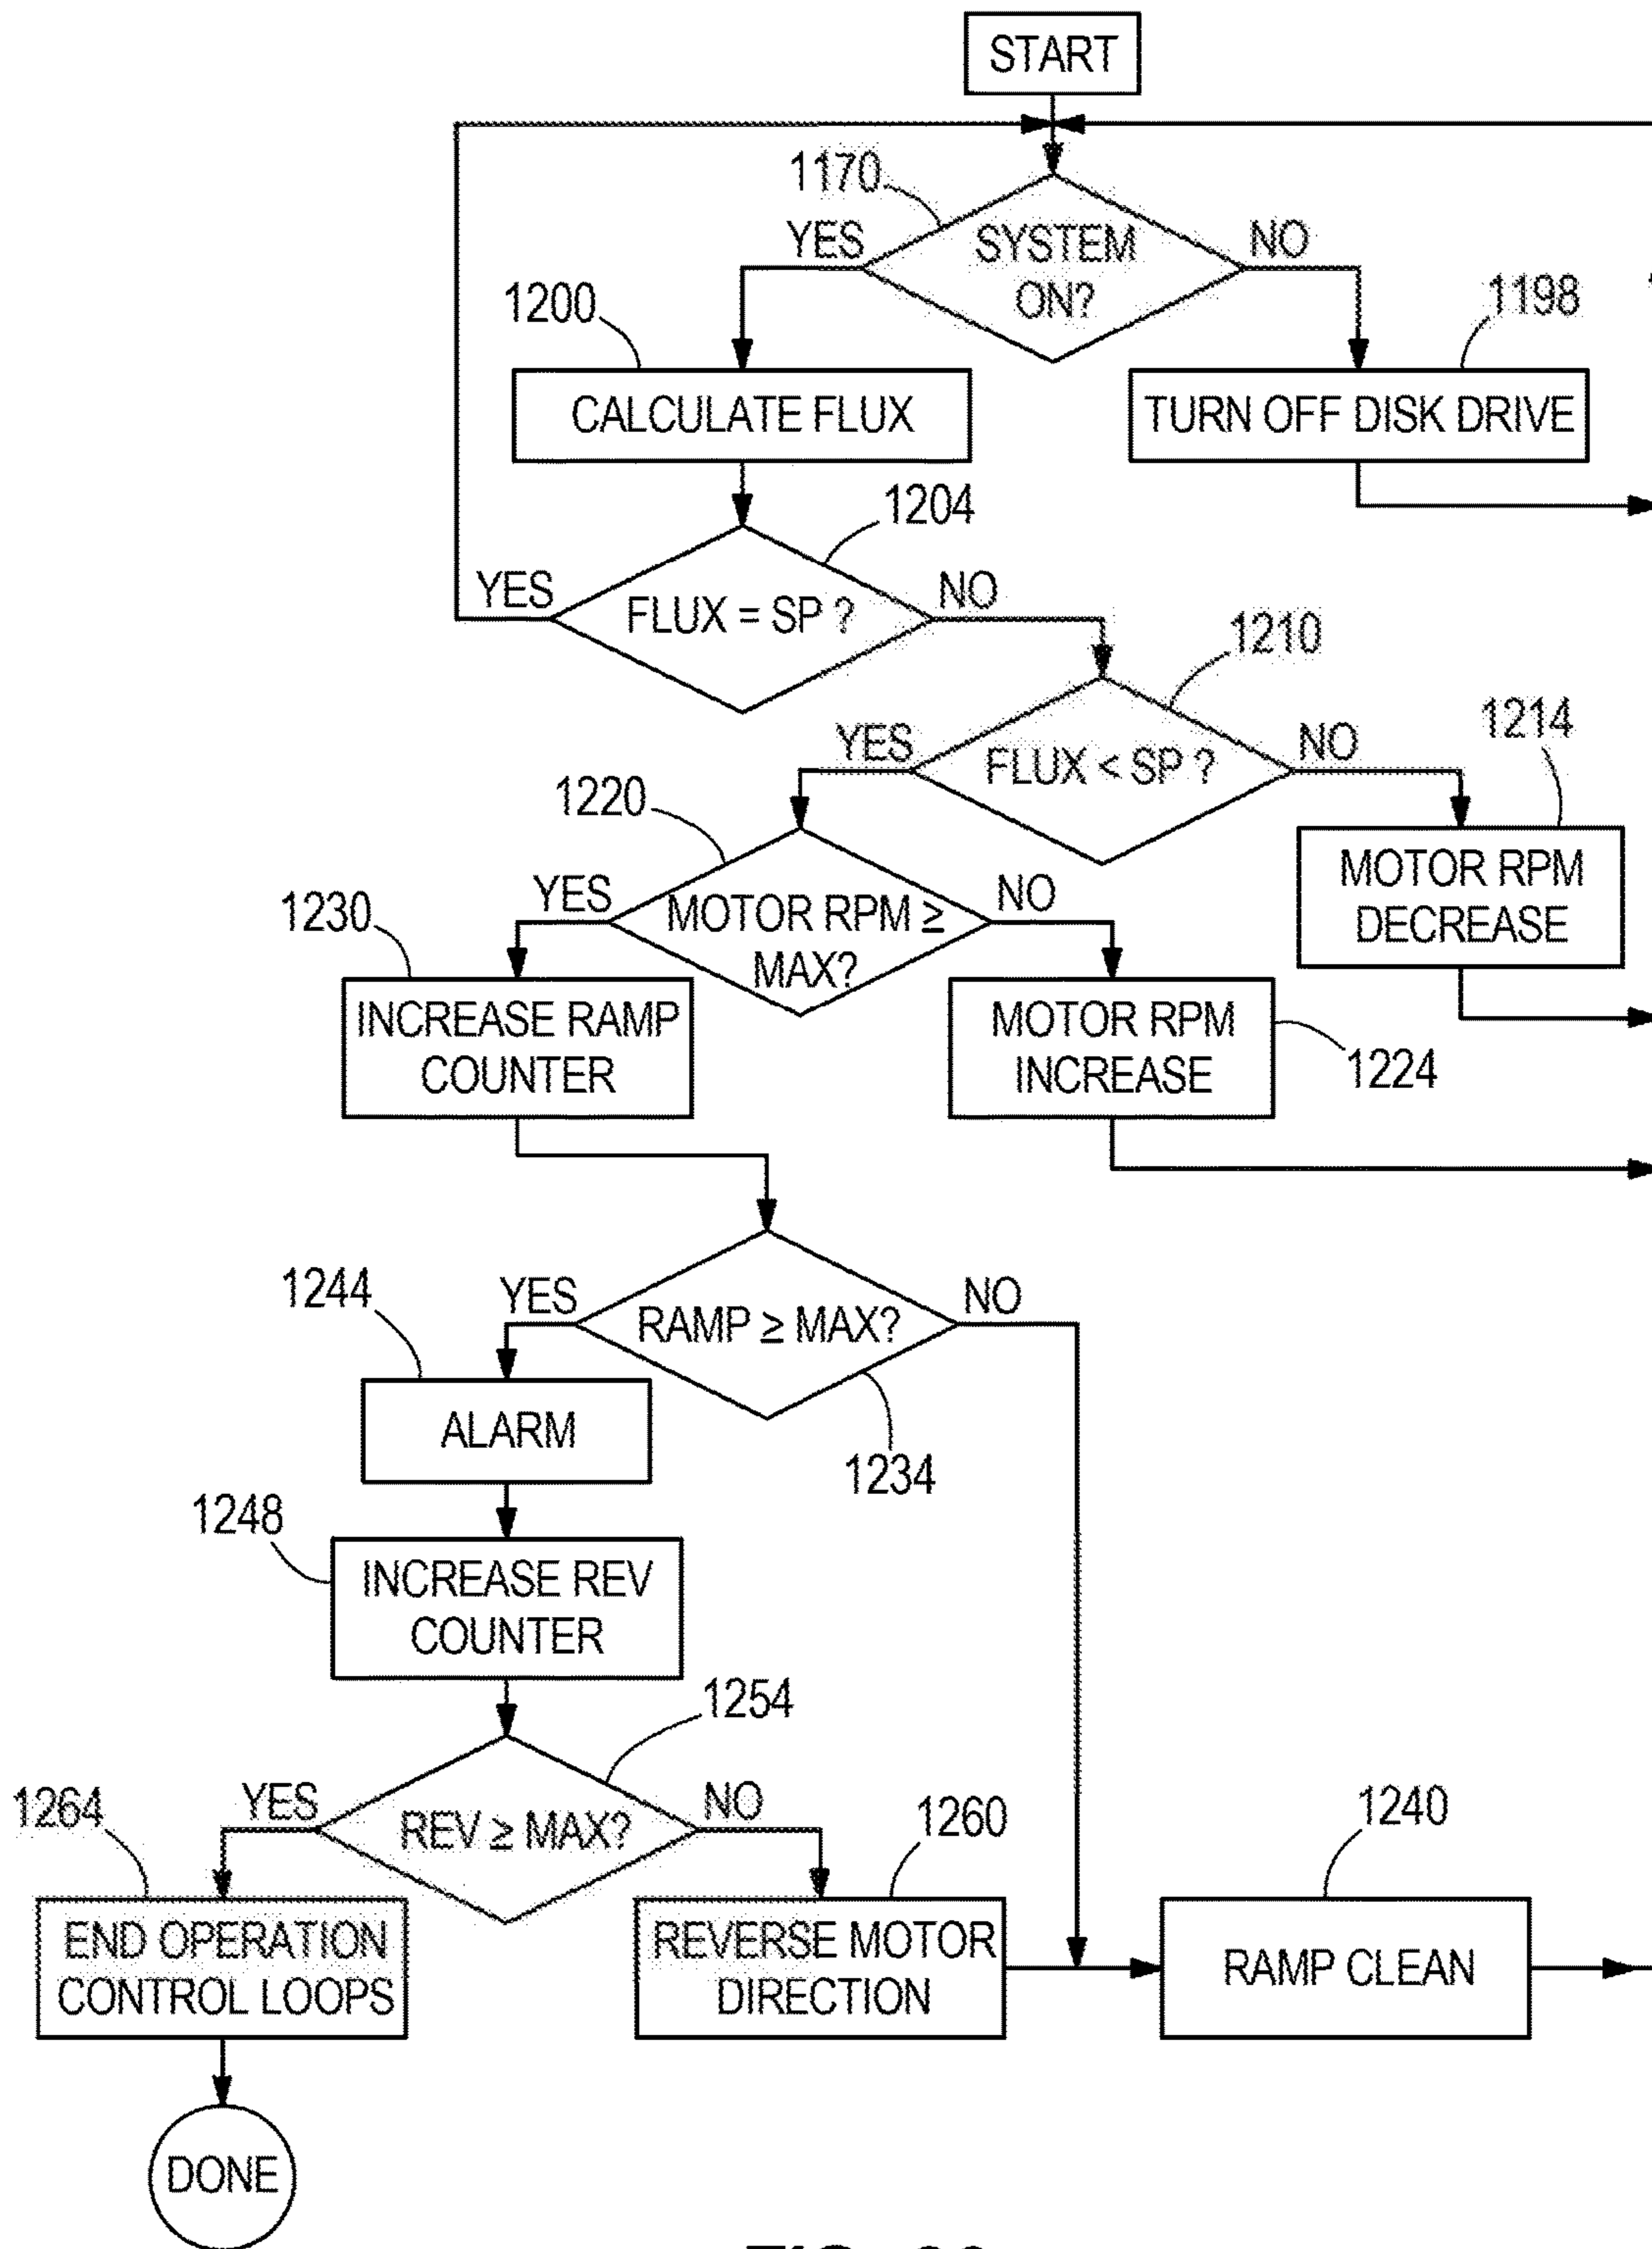 START
1170
YES
SYSTEM
ON?
NO
1200
1198
CALCULATE FLUX
TURN OFF DISK DRIVE
1204
YES
FLUX = SP ?
NO
1210
1214
YES
FLUX < SP ?
NO
1220
MOTOR RPM
DECREASE
1230
YES
MOTOR RPM ≥
MAX?
NO
INCREASE RAMP
COUNTER
MOTOR RPM
INCREASE
1224
1244
YES
RAMP ≥ MAX?
NO
ALARM
1234
1248
INCREASE REV
COUNTER
1254
1264
YES
REV ≥ MAX?
NO
1260
1240
END OPERATION
CONTROL LOOPS
REVERSE MOTOR
DIRECTION
RAMP CLEAN
DONE